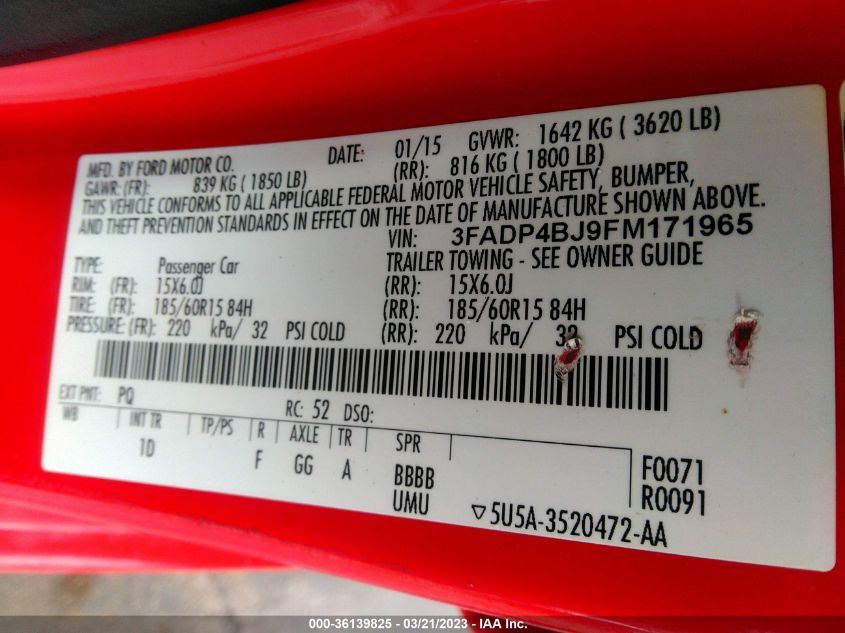 MFD. BY FORD MOTOR CO. DATE: 01/15 GVWR: 1642 KG ( 3620 LB)
GAWR: (FR): 839 KG ( 1850 LB) (RR): 816 KG ( 1800 LB)
THIS VEHICLE CONFORMS TO ALL APPLICABLE FEDERAL MOTOR VEHICLE SAFETY, BUMPER,
AND THEFT PREVENTION STANDARDS IN EFFECT ON THE DATE OF MANUFACTURE SHOWN ABOVE.
VIN: 3FADP4BJ9FM171965
TYPE: Passenger Car TRAILER TOWING - SEE OWNER GUIDE
RIM: (FR): 15X6.0J (RR): 15X6.0J
TIRE: (FR): 185/60R15 84H (RR): 185/60R15 84H
PRESSURE: (FR): 220 kPa/ 32 PSI COLD (RR): 220 kPa/ 32 PSI COLD
EXT PNT: PQ RC: 52 DSO:
WB INT TR TP/PS R AXLE TR SPR
1D F GG A BBBB F0071
UMU R0091
▽5U5A-3520472-AA
000-36139825 - 03/21/2023 - IAA Inc.